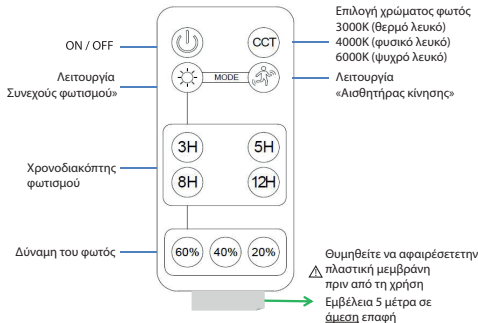 Επιλογή χρώματος φωτός
3000K (θερμό λευκό)
4000K (φυσικό λευκό)
6000K (ψυχρό λευκό)
ON / OFF
CCT
Λειτουργία
Συνεχούς φωτισμού»
MODE
Λειτουργία
«Αισθητήρας κίνησης»
3H
5H
8H
12H
Χρονοδιακόπτης
φωτισμού
Δύναμη του φωτός
60%
40%
20%
Θυμηθείτε να αφαιρέσετετην
πλαστική μεμβράνη
πριν από τη χρήση
Εμβέλεια 5 μέτρα σε
άμεση επαφή